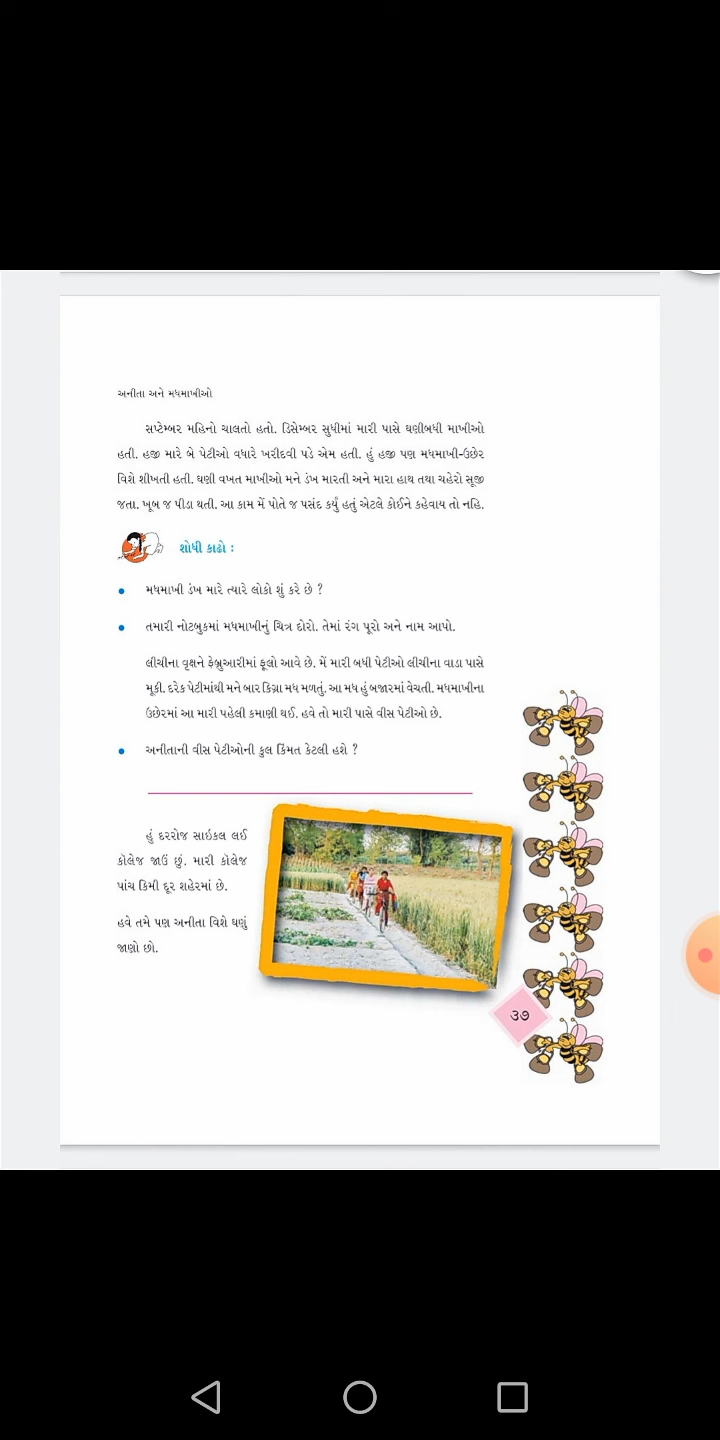 અનીતા અને મધમાખીઓ
સપ્ટેમ્બર મહિનો ચાલતો હતો. ડિસેમ્બર સુધીમાં મારી પાસે ઘણીબધી માખીઓ
હતી. હજી મારે બે પેટીઓ વધારે ખરીદવી પડે એમ હતી. હું હજી પણ મધમાખી-ઉછેર
વિશે શીખતી હતી. ઘણી વખત માખીઓ મને ડંખ મારતી અને મારા હાથ તથા ચહેરો સૂજી
જતા. ખૂબ જ પીડા થતી. આ કામ મેં પોતે જ પસંદ કર્યું હતું એટલે કોઈને કહેવાય તો નહિ.
શોધી કાઢો :
• મધમાખી ડંખ મારે ત્યારે લોકો શું કરે છે ?
• તમારી નોટબુકમાં મધમાખીનું ચિત્ર દોરો. તેમાં રંગ પૂરો અને નામ આપો.
લીચીના વૃક્ષને ફેબ્રુઆરીમાં ફૂલો આવે છે. મેં મારી બધી પેટીઓ લીચીના વાડા પાસે
મૂકી. દરેક પેટીમાંથી મને બાર કિગ્રા મધ મળતું. આ મધ હું બજારમાં વેચતી. મધમાખીના
ઉછેરમાં આ મારી પહેલી કમાણી થઈ. હવે તો મારી પાસે વીસ પેટીઓ છે.
• અનીતાની વીસ પેટીઓની કુલ કિંમત કેટલી હશે ?
હું દરરોજ સાઇકલ લઈ
કૉલેજ જાઉં છું. મારી કૉલેજ
પાંચ કિમી દૂર શહેરમાં છે.
હવે તમે પણ અનીતા વિશે ઘણું
જાણો છો.
૩૭